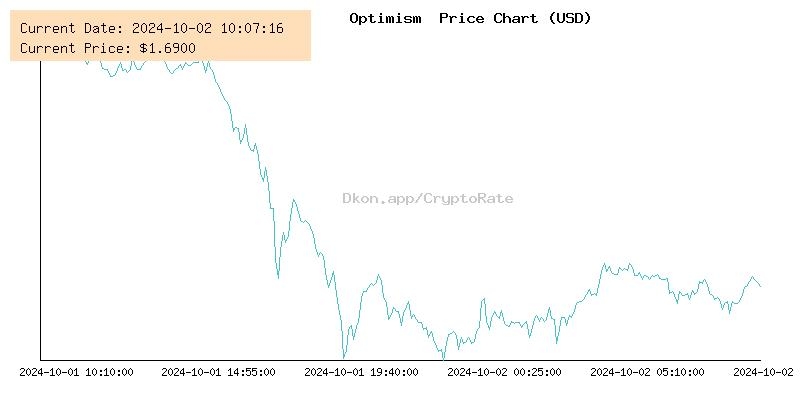 Optimism  Price Chart (USD)
Current Date: 2024-10-02 10:07:16
Current Price: $1.6900
Dkon.app/CryptoRate
2024-10-01 10:10:00 2024-10-01 14:55:00 2024-10-01 19:40:00 2024-10-02 00:25:00 2024-10-02 05:10:00 2024-10-02